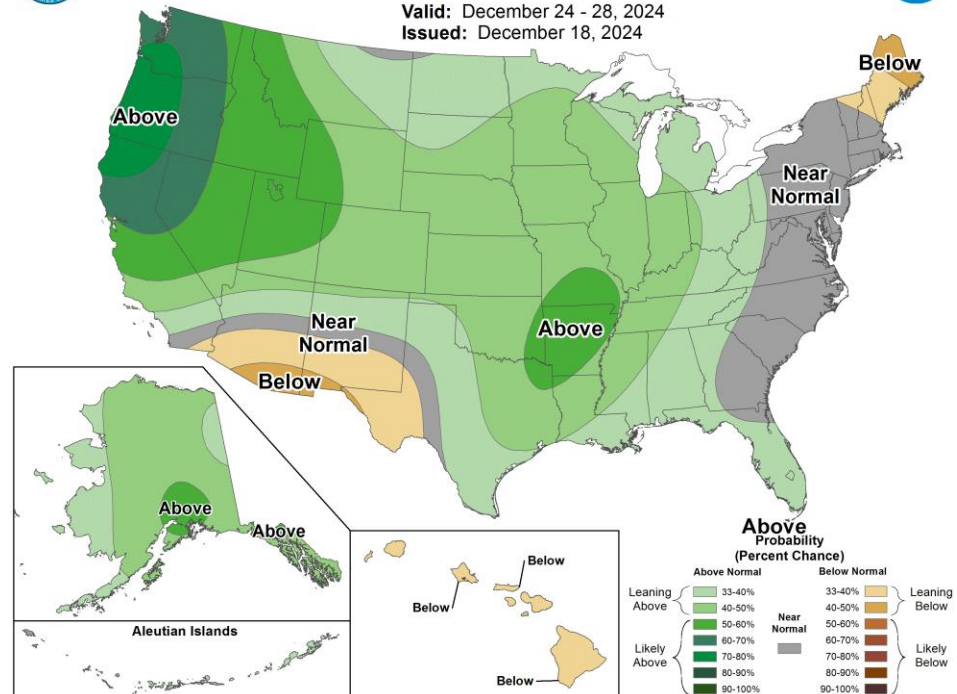 Valid: December 24 - 28, 2024
Issued: December 18, 2024
Below
Above
Near
Normal
Near
Normal
Above
Below
Above
Above
Aleutian Islands
Below
Below
Below
Above
Probability
(Percent Chance)
Above Normal
Below Normal
Leaning
Above
33-40%
40-50%
Likely
Above
50-60%
60-70%
70-80%
80-90%
90-100%
Near
Normal
33-40%
40-50%
Leaning
Below
50-60%
60-70%
70-80%
80-90%
90-100%
Likely
Below